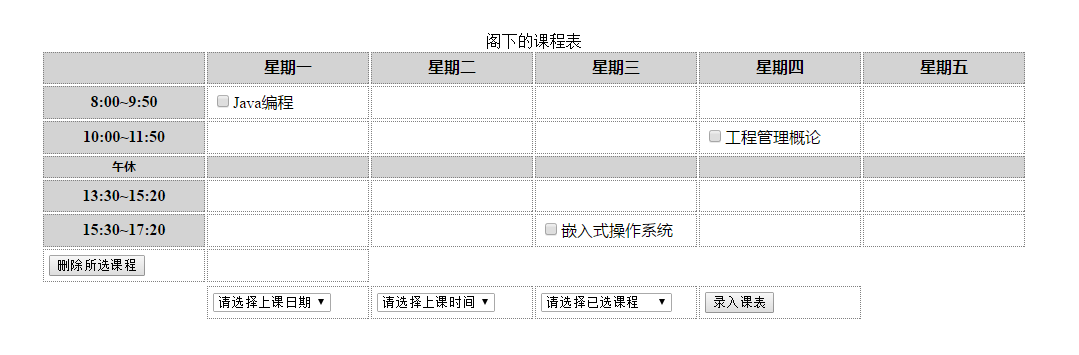 阁下的课程表
星期一 星期二 星期三 星期四 星期五
8:00~9:50 Java编程
10:00~11:50 工程管理概论
午休
13:30~15:20
15:30~17:20 嵌入式操作系统
删除所选课程
请选择上课日期 请选择上课时间 请选择已选课程 录入课表